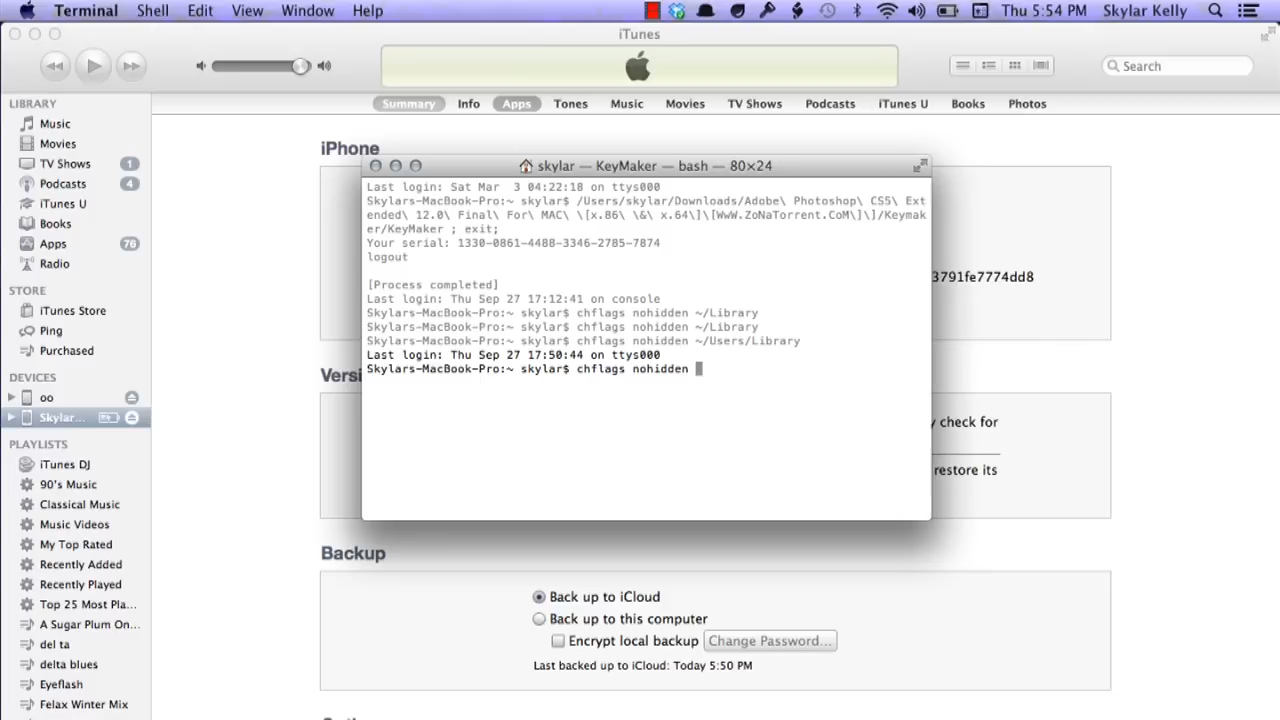 Terminal Shell Edit View Window Help Thu 5:54 PM Skylar Kelly
iTunes
Search
LIBRARY
Music
Movies
TV Shows 1
Podcasts 4
iTunes U
Books
Apps 76
Radio
STORE
iTunes Store
Ping
Purchased
DEVICES
oo
Skylar...
PLAYLISTS
iTunes DJ
90's Music
Classical Music
Music Videos
My Top Rated
Recently Added
Recently Played
Top 25 Most Pla...
A Sugar Plum On...
del ta
delta blues
Eyeflash
Felax Winter Mix
Summary Info Apps Tones Music Movies TV Shows Podcasts iTunes U Books Photos
iPhone
3791fe7774dd8
skylar — KeyMaker — bash — 80×24
Last login: Sat Mar  3 04:22:18 on ttys000
Skylars-MacBook-Pro:~ skylar$ /Users/skylar/Downloads/Adobe\ Photoshop\ CS5\ Ext
ended\ 12.0\ Final\ For\ MAC\ \[x.86\ \&\ x.64\]\[WwW.ZoNaTorrent.CoM\]\]/Keymak
er/KeyMaker ; exit;
Your serial: 1330-0861-4488-3346-2785-7874
logout
[Process completed]
Last login: Thu Sep 27 17:12:41 on console
Skylars-MacBook-Pro:~ skylar$ chflags nohidden ~/Library
Skylars-MacBook-Pro:~ skylar$ chflags nohidden ~/Library
Skylars-MacBook-Pro:~ skylar$ chflags nohidden ~/Users/Library
Last login: Thu Sep 27 17:50:44 on ttys000
Skylars-MacBook-Pro:~ skylar$ chflags nohidden
Versi
y check for
restore its
Backup
Back up to iCloud
Back up to this computer
Encrypt local backup Change Password...
Last backed up to iCloud: Today 5:50 PM